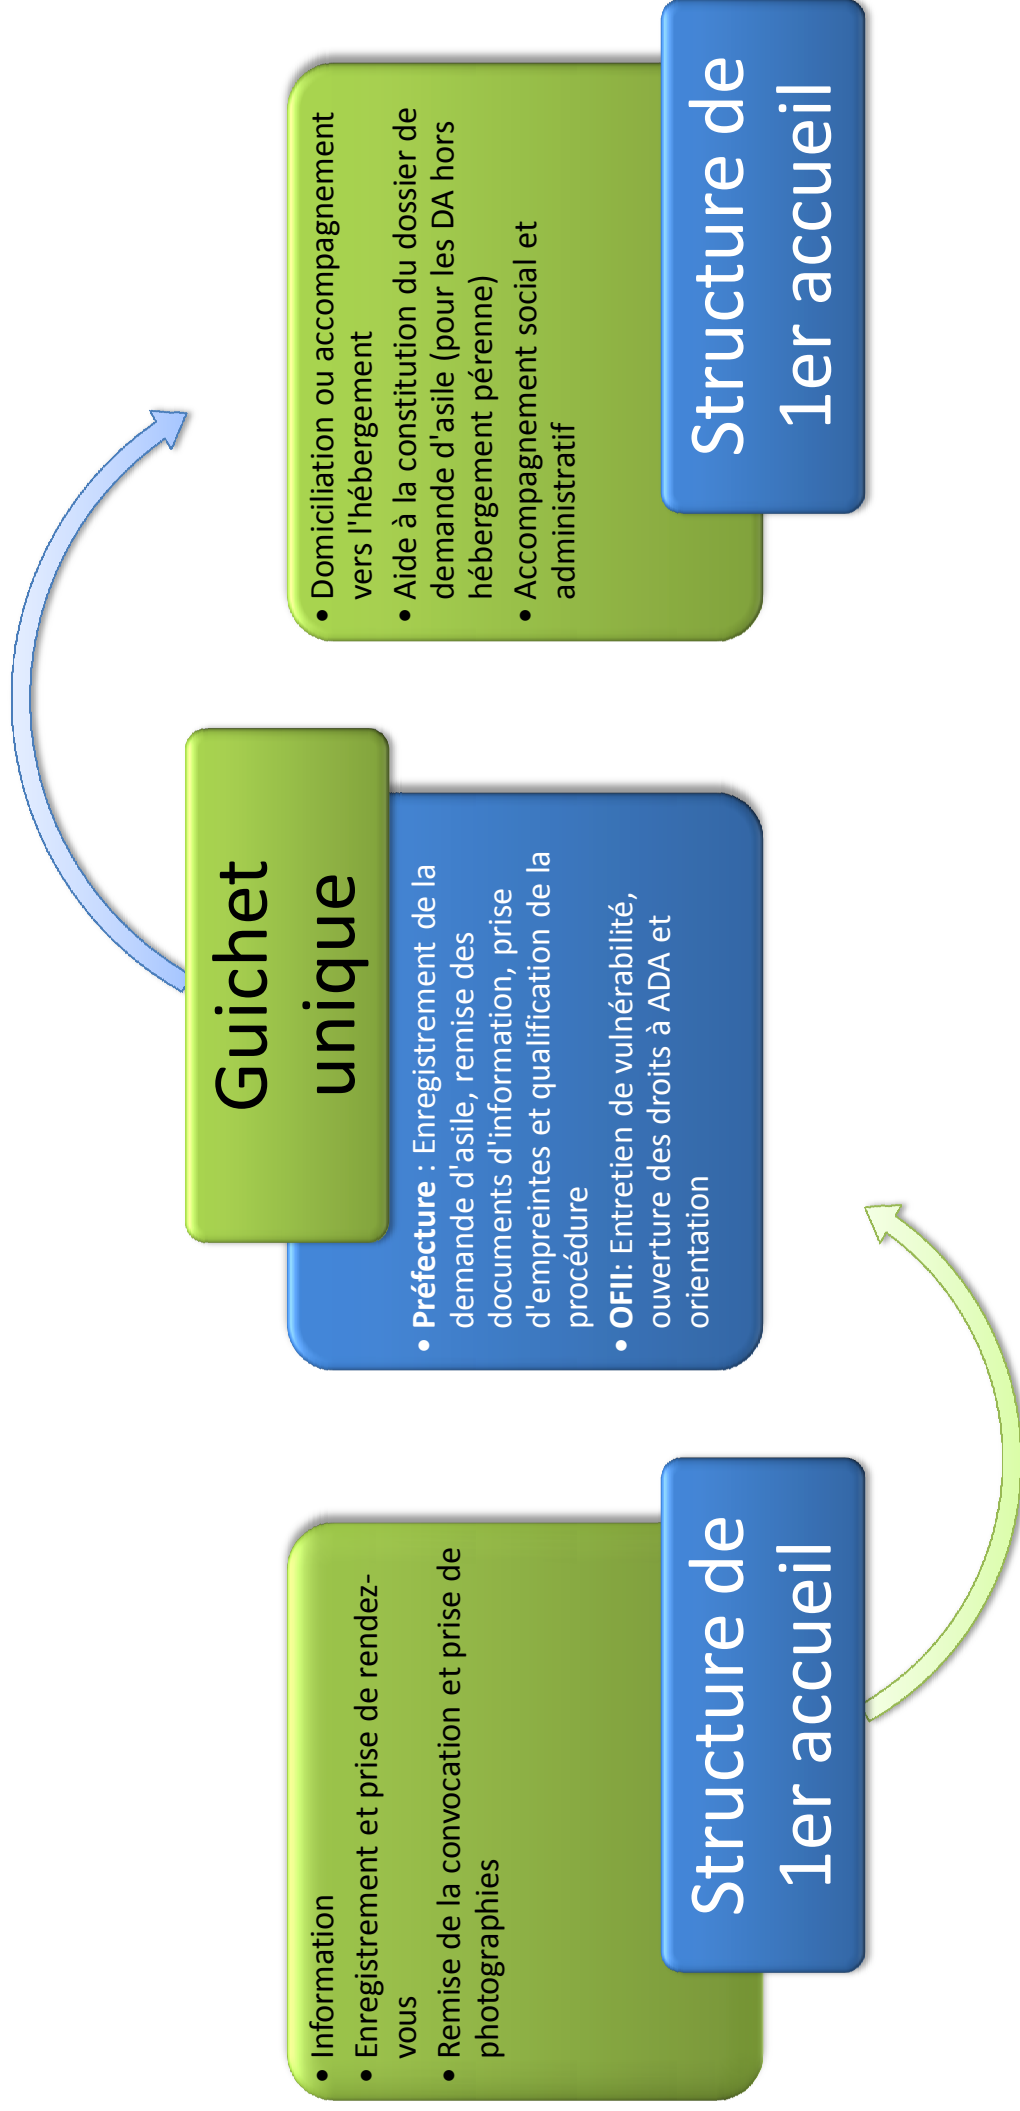 • Information
• Enregistrement et prise de rendez-
vous
• Remise de la convocation et prise de
photographies
Structure de
1er accueil
Guichet
unique
• Préfecture : Enregistrement de la
demande d'asile, remise des
documents d'information, prise
d'empreintes et qualification de la
procédure
• OFII: Entretien de vulnérabilité,
ouverture des droits à ADA et
orientation
• Domiciliation ou accompagnement
vers l'hébergement
• Aide à la constitution du dossier de
demande d'asile (pour les DA hors
hébergement pérenne)
• Accompagnement social et
administratif
Structure de
1er accueil